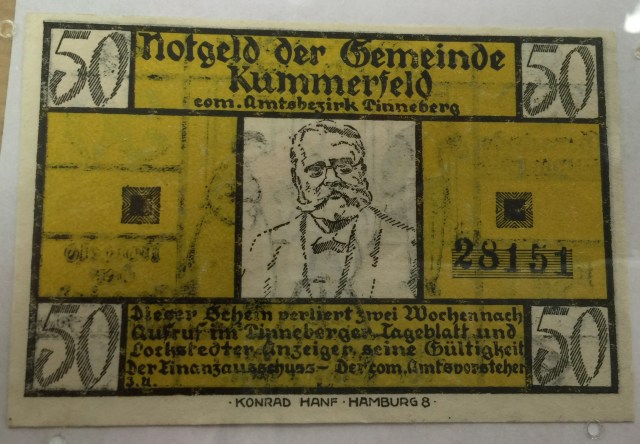 50 Notgeld der Gemeinde 50
Kummerfeld
com. Amtsbezirk Pinneberg
28151
50 Dieser Schein verliert zwei Wochen nach 50
Aufruf im Pinneberger Tageblatt und
Lockstedter Anzeiger seine Gültigkeit
Der Finanzausschuss - Der com. Amtsvorsteher
· KONRAD HANF · HAMBURG 8 ·